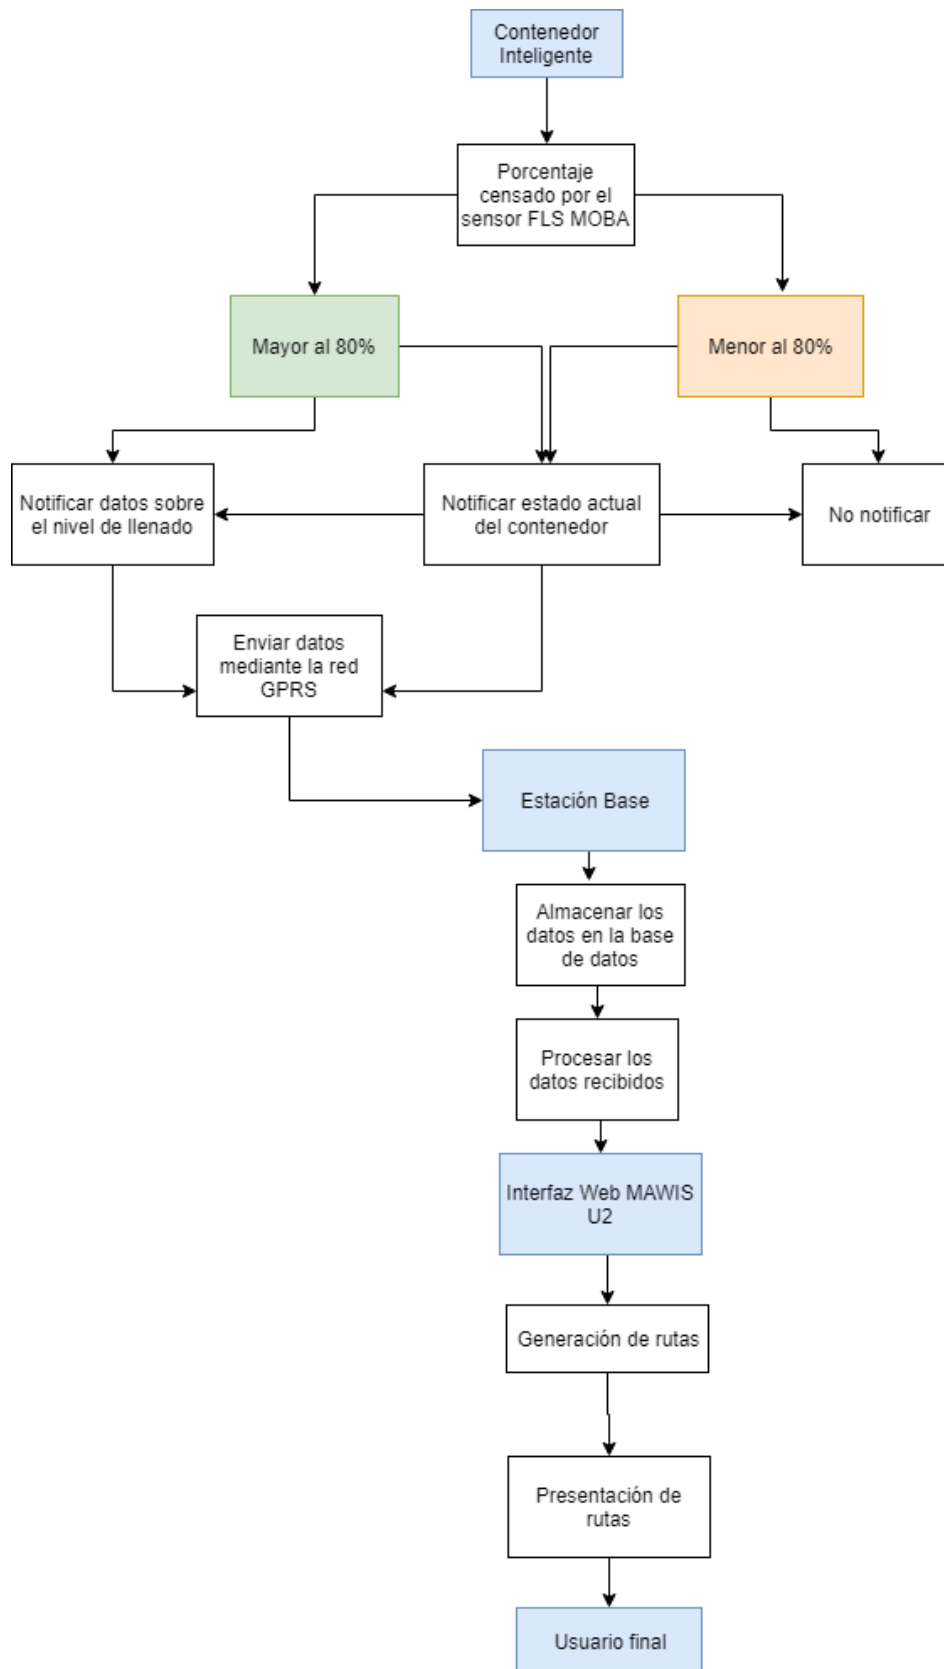 Contenedor
Inteligente
Porcentaje
censado por el
sensor FLS MOBA
Mayor al 80%
Menor al 80%
Notificar datos sobre
el nivel de llenado
Notificar estado actual
del contenedor
No notificar
Enviar datos
mediante la red
GPRS
Estación Base
Almacenar los
datos en la base
de datos
Procesar los
datos recibidos
Interfaz Web MAWIS
U2
Generación de rutas
Presentación de
rutas
Usuario final